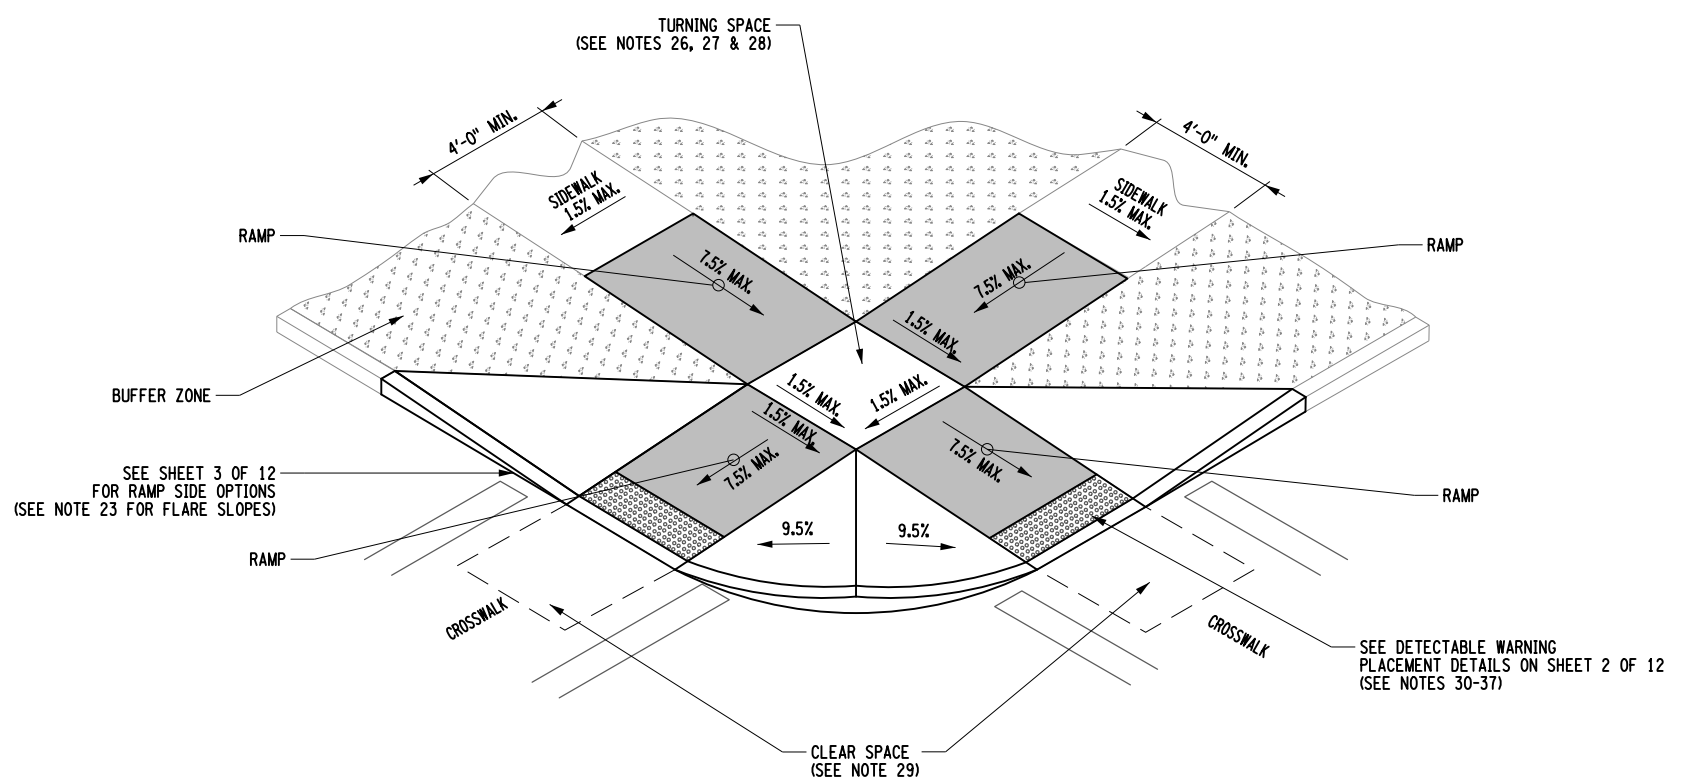 TURNING SPACE
(SEE NOTES 26, 27 & 28)
4'-0" MIN.
4'-0" MIN.
SIDEWALK
1.5% MAX.
SIDEWALK
1.5% MAX.
RAMP
RAMP
7.5% MAX.
7.5% MAX.
1.5% MAX.
BUFFER ZONE
1.5% MAX.
1.5% MAX.
1.5% MAX.
7.5% MAX.
7.5% MAX.
SEE SHEET 3 OF 12
FOR RAMP SIDE OPTIONS
(SEE NOTE 23 FOR FLARE SLOPES)
RAMP
RAMP
9.5%
9.5%
CROSSWALK
CROSSWALK
SEE DETECTABLE WARNING
PLACEMENT DETAILS ON SHEET 2 OF 12
(SEE NOTES 30-37)
CLEAR SPACE
(SEE NOTE 29)